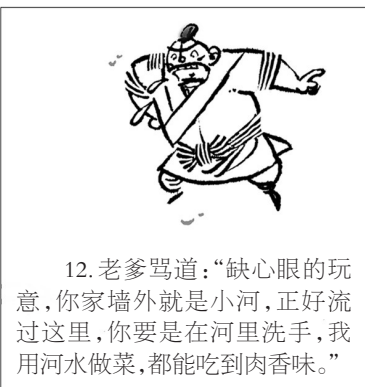 12.老爹骂道：“缺心眼的玩
意，你家墙外就是小河，正好流
过这里，你要是在河里洗手，我
用河水做菜，都能吃到肉香味。”